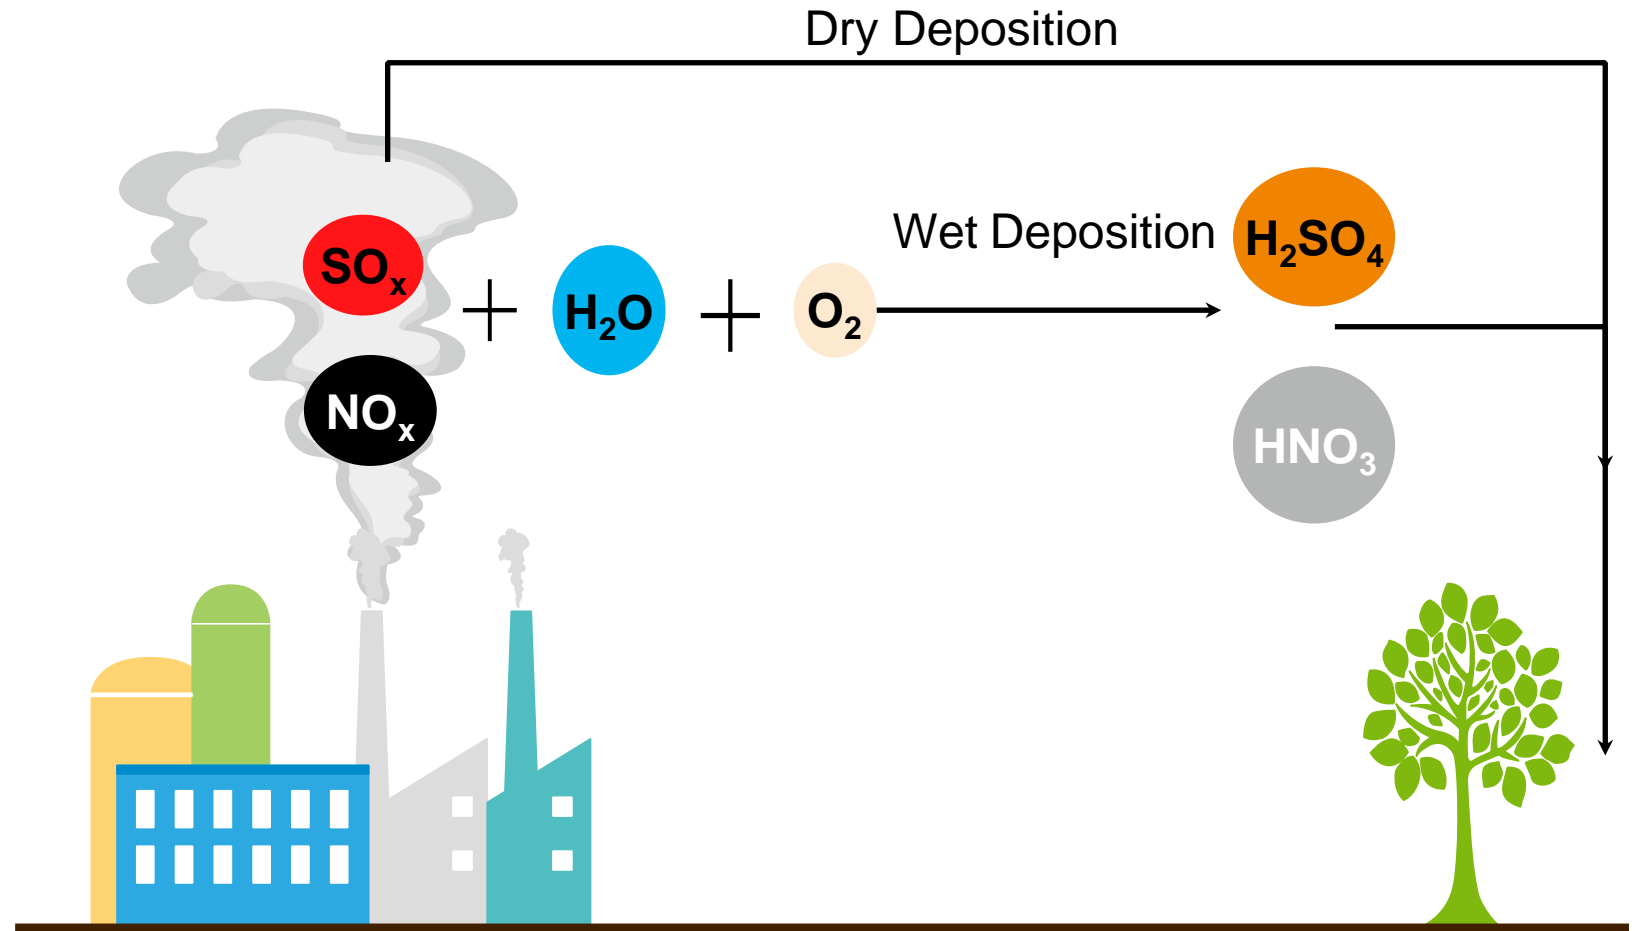 Dry Deposition
Wet Deposition
H₂SO₄
SOₓ
+
H₂O
+
O₂
NOₓ
HNO₃